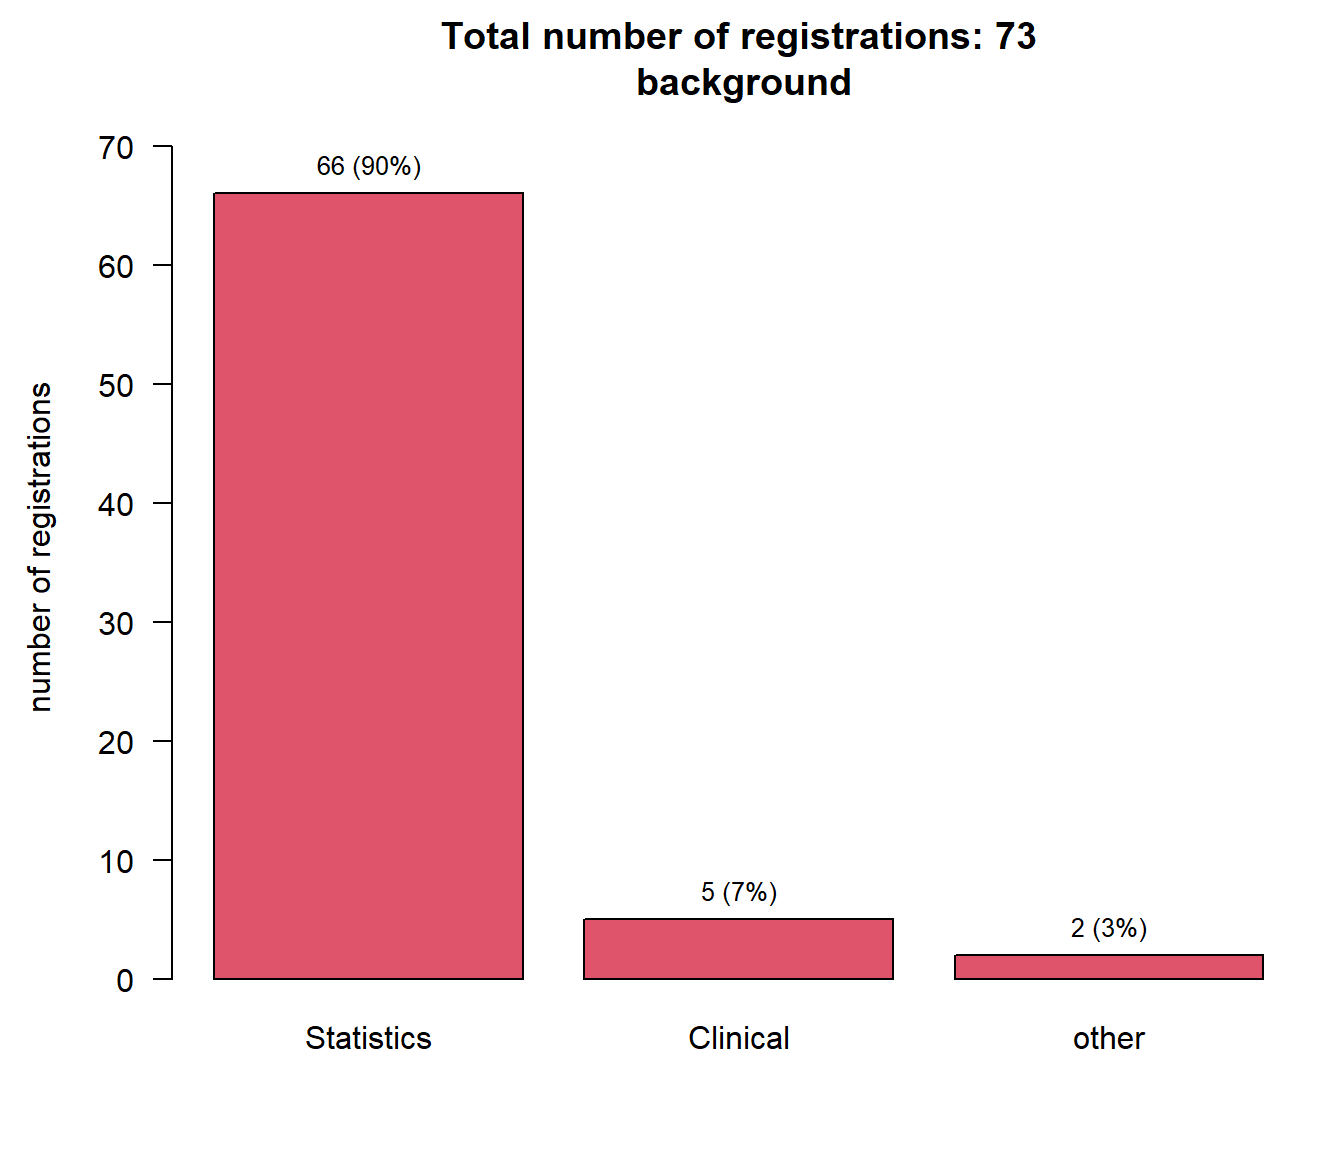 Total number of registrations: 73
background
number of registrations
70
60
50
40
30
20
10
0
66 (90%)
5 (7%)
2 (3%)
Statistics
Clinical
other